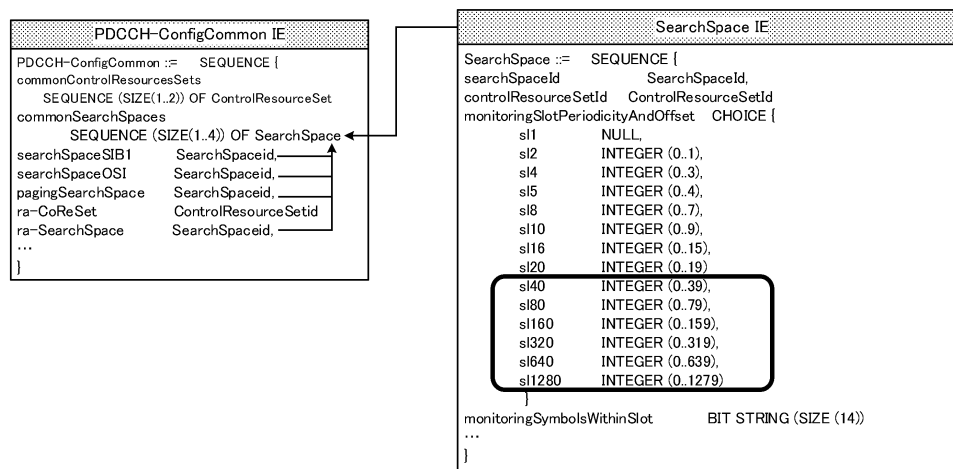 PDCCH-ConfigCommon IE
PDCCH-ConfigCommon ::= SEQUENCE {
commonControlResourcesSets
SEQUENCE (SIZE(1..2)) OF ControlResourceSet
commonSearchSpaces
SEQUENCE (SIZE(1..4)) OF SearchSpace
searchSpaceSIB1 SearchSpaceid,
searchSpaceOSI SearchSpaceid,
pagingSearchSpace SearchSpaceid,
ra-CoReSet ControlResourceSetid
ra-SearchSpace SearchSpaceid,
...
}
SearchSpace IE
SearchSpace ::= SEQUENCE {
searchSpaceId SearchSpaceId,
controlResourceSetId ControlResourceSetId
monitoringSlotPeriodicityAndOffset CHOICE {
sl1 NULL,
sl2 INTEGER (0..1),
sl4 INTEGER (0..3),
sl5 INTEGER (0..4),
sl8 INTEGER (0..7),
sl10 INTEGER (0..9),
sl16 INTEGER (0..15),
sl20 INTEGER (0..19)
sl40 INTEGER (0..39),
sl80 INTEGER (0..79),
sl160 INTEGER (0..159),
sl320 INTEGER (0..319),
sl640 INTEGER (0..639),
sl1280 INTEGER (0..1279)
}
monitoringSymbolsWithinSlot BIT STRING (SIZE (14))
...
}